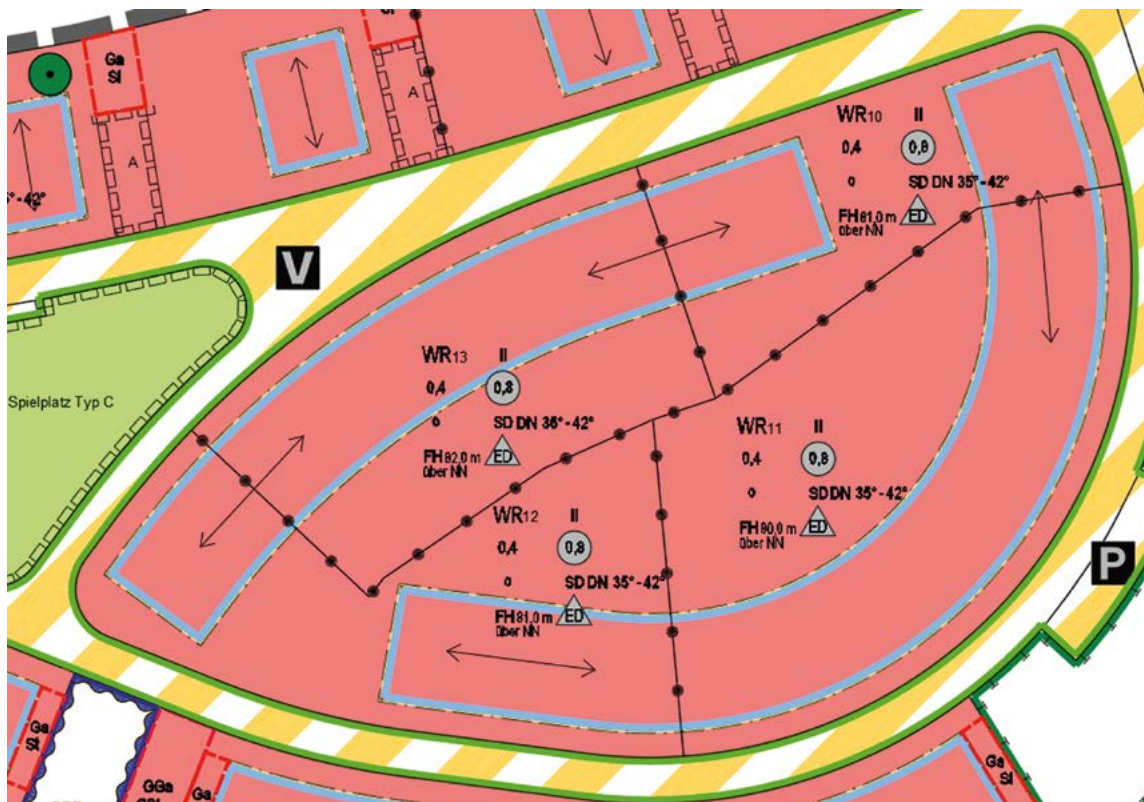 Ga
St
A
A
5°-42°
V
Spielplatz Typ C
WR10 II
0,4 0,8
o SD DN 35°-42°
FH 81,0 m
über NN
ED
WR13 II
0,4 0,8
o SD DN 35°-42°
FH 82,0 m
über NN
ED
WR11 II
0,4 0,8
o SD DN 35°-42°
FH 80,0 m
über NN
ED
WR12 II
0,4 0,8
o SD DN 35°-42°
FH 81,0 m
über NN
ED
P
Ga
St
GGa
Ga
Ga
St